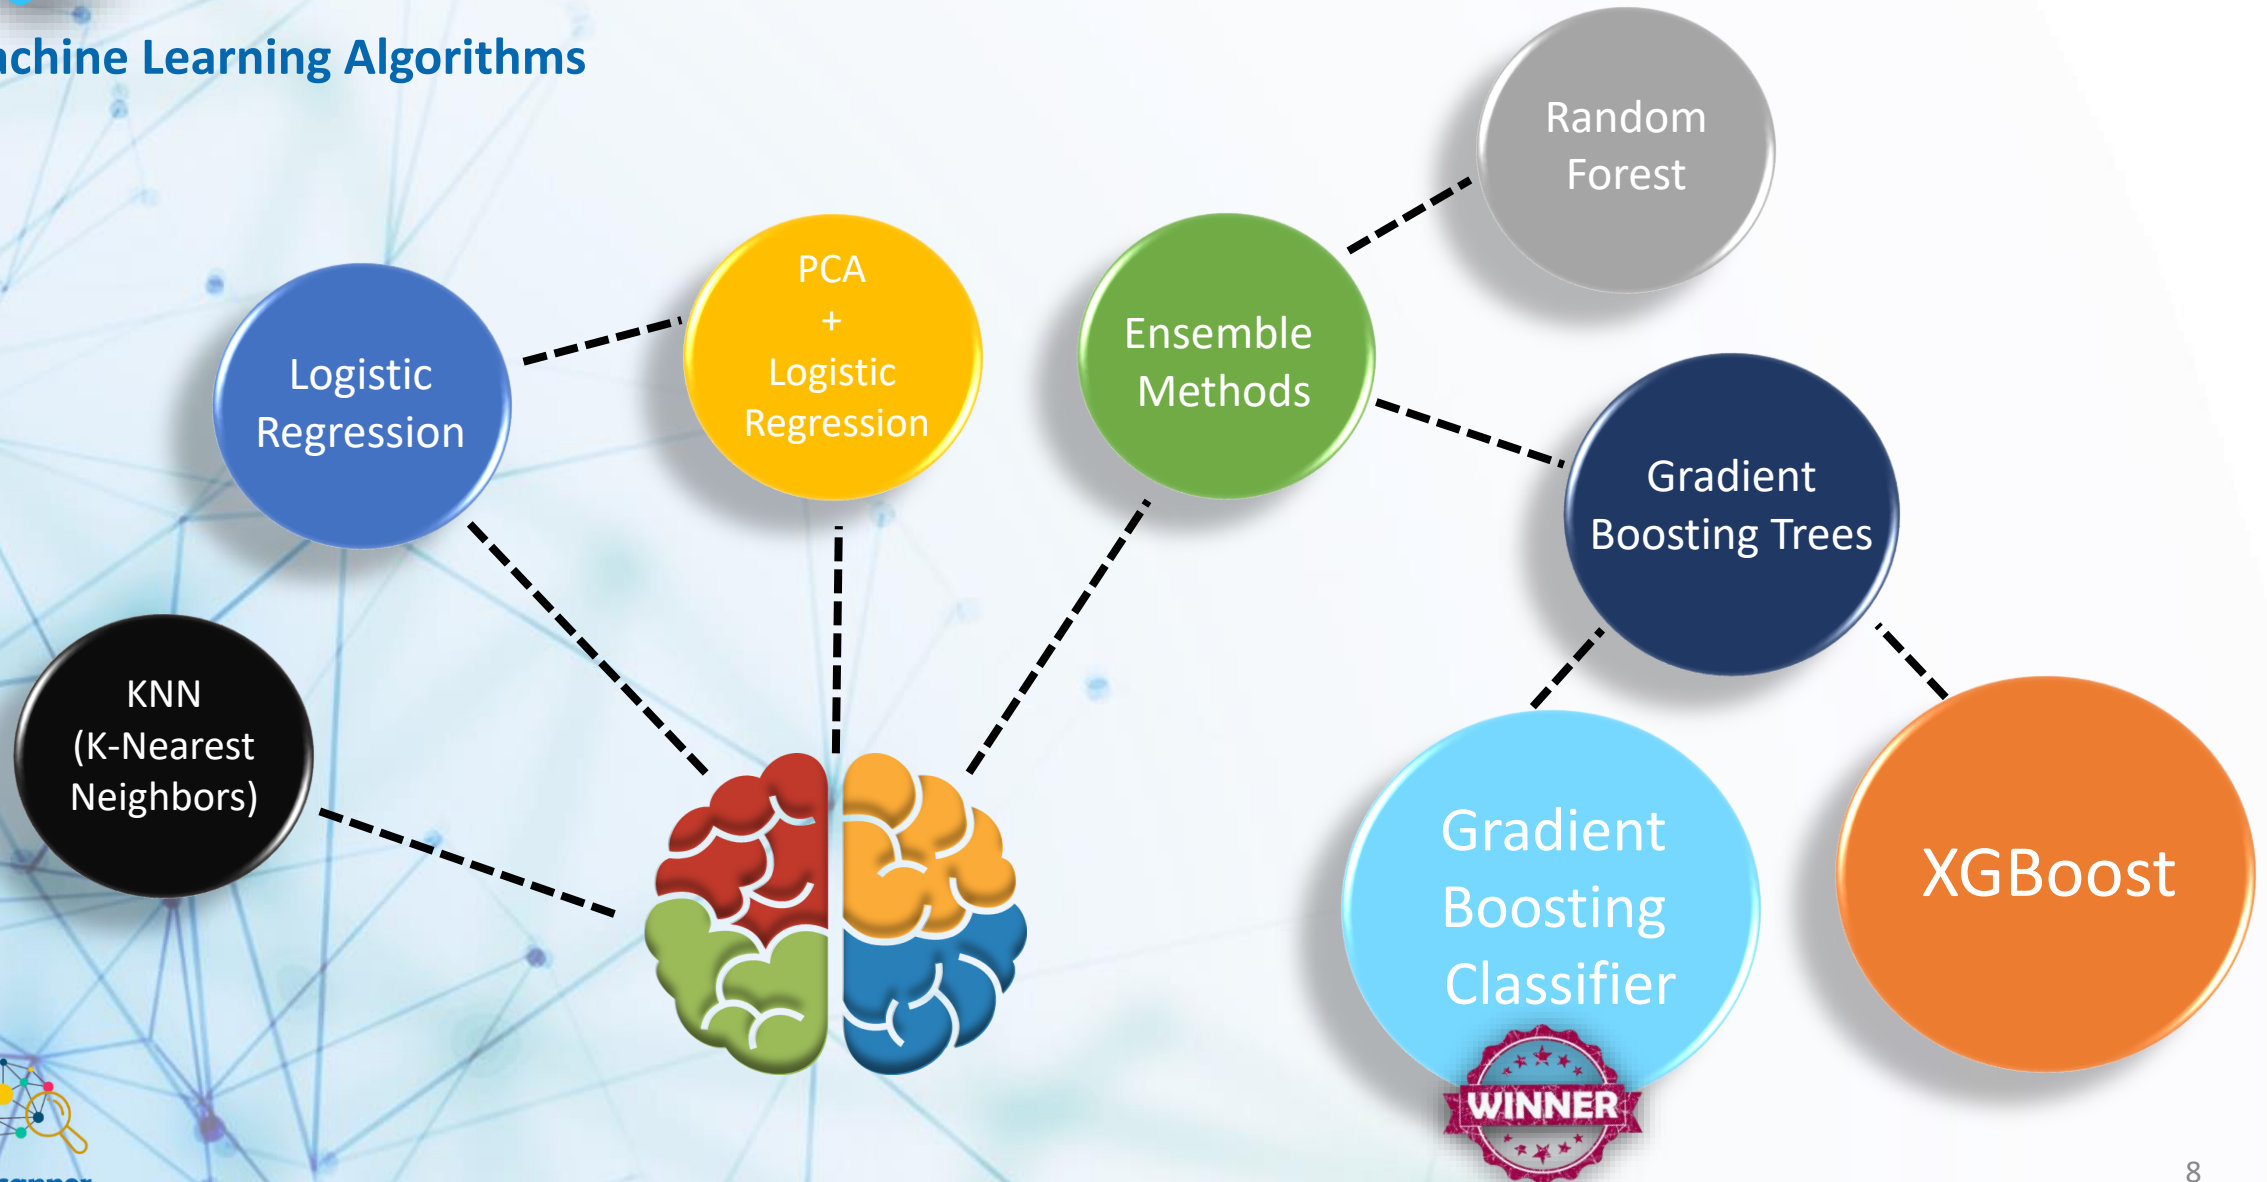 Learning Algorithms
Random
Forest
PCA
+
Logistic
Regression
Ensemble
Methods
Logistic
Regression
Gradient
Boosting Trees
KNN
(K-Nearest
Neighbors)
Gradient
Boosting
Classifier
XGBoost
WINNER
8